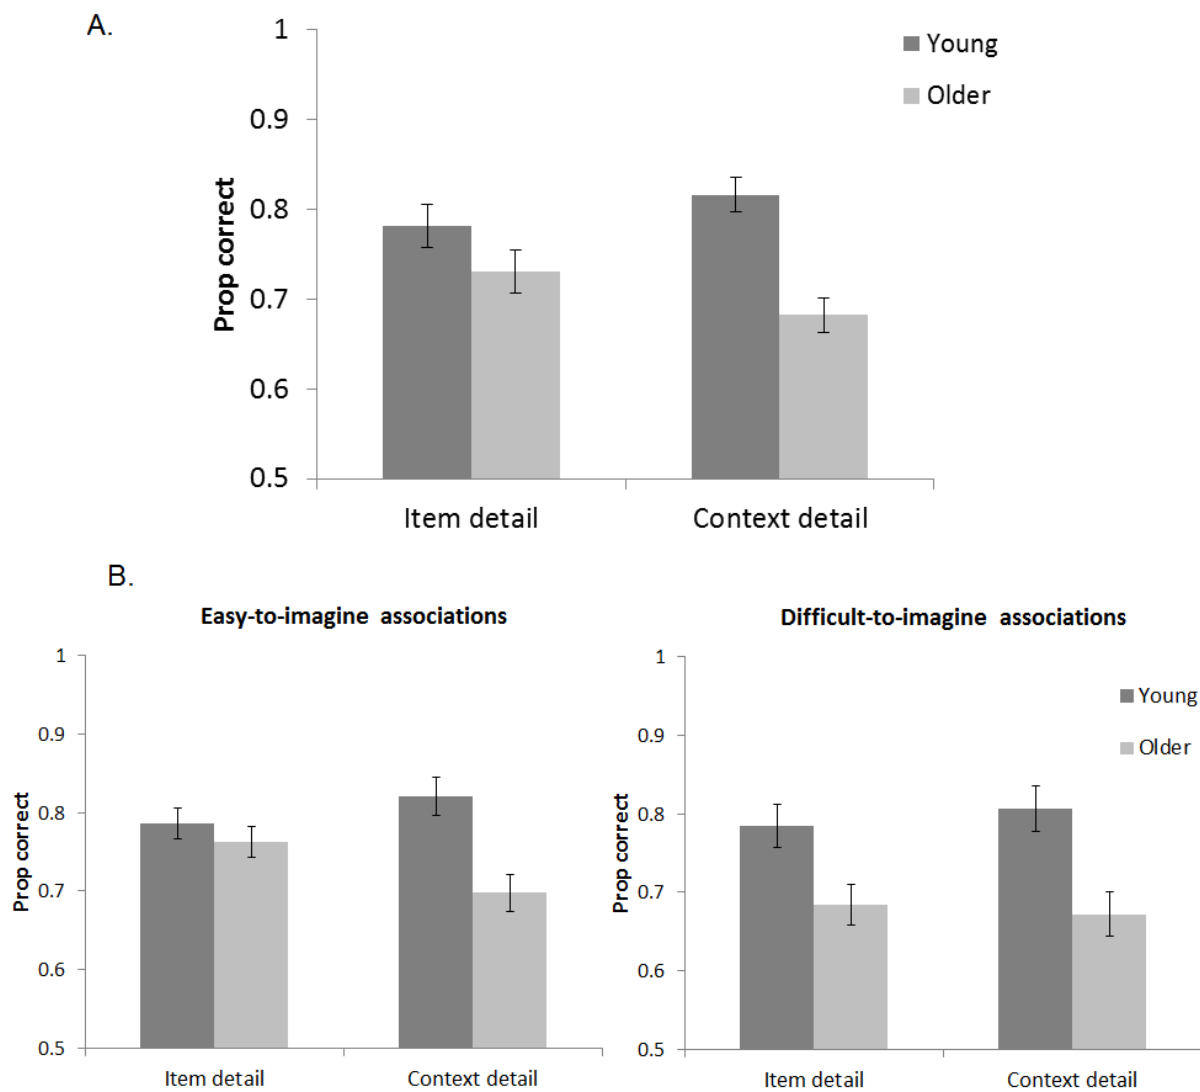 A.
1
0.9
0.8
0.7
0.6
0.5
Prop correct
Young
Older
Item detail Context detail
B.
Easy-to-imagine associations
1
0.9
0.8
0.7
0.6
0.5
Prop correct
Item detail Context detail
Difficult-to-imagine associations
1
0.9
0.8
0.7
0.6
0.5
Prop correct
Young
Older
Item detail Context detail